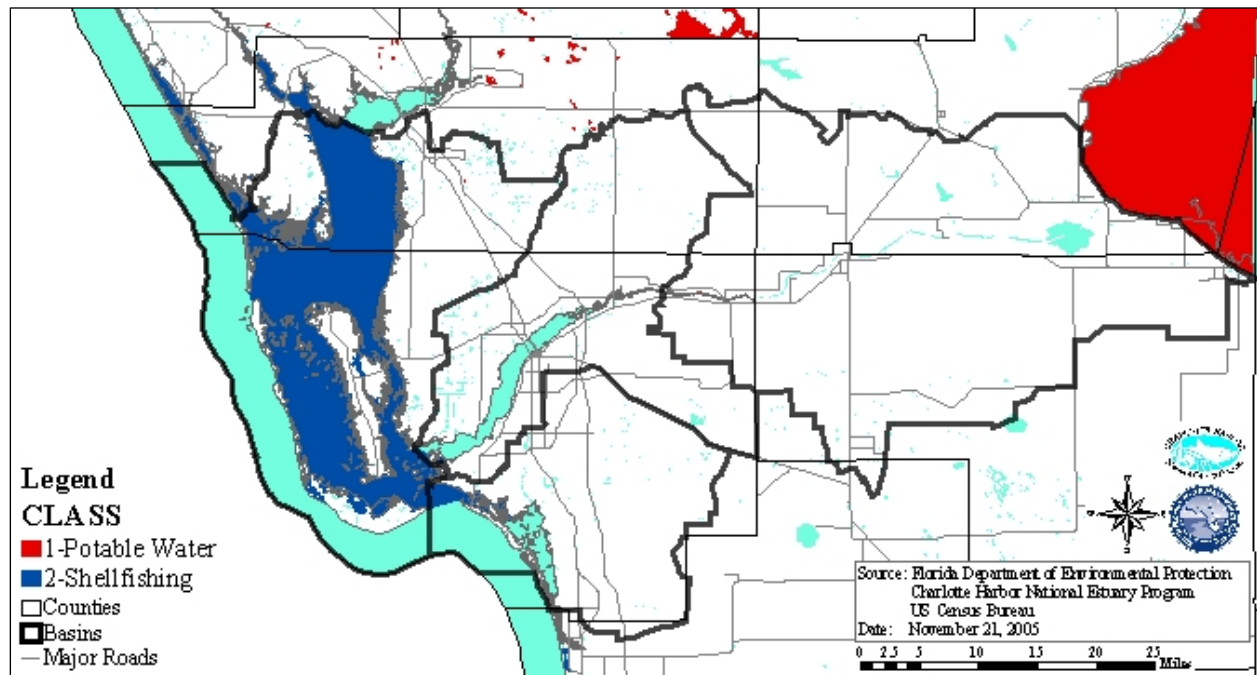 Legend
CLASS
1-Potable Water
2-Shellfishing
Counties
Basins
Major Roads
Source: Florida Department of Environmental Protection
Charlotte Harbor National Estuary Program
US Census Bureau
Date: November 21, 2005
0 2.5 5 10 15 20 25
Miles